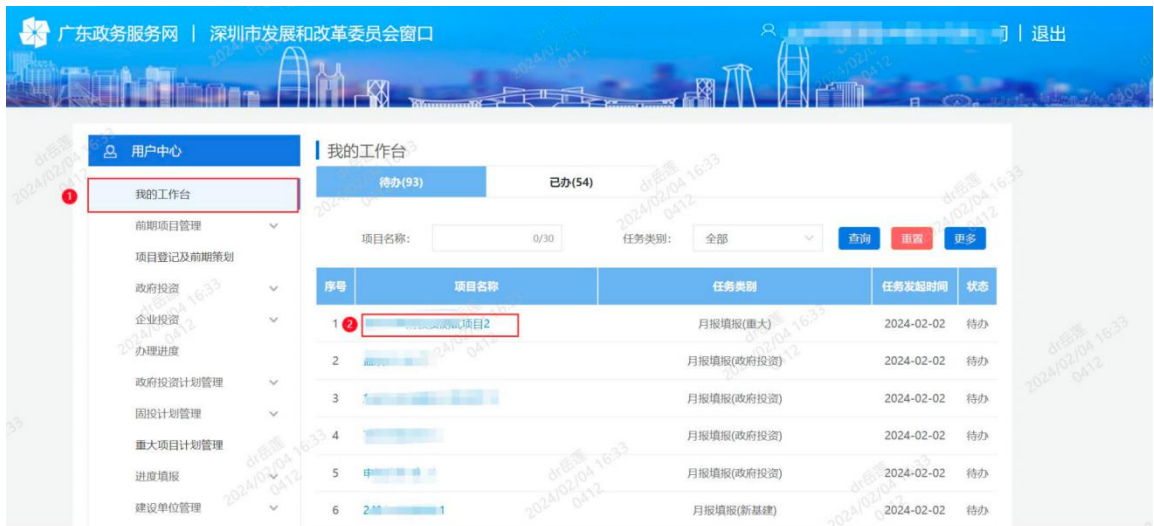 广东政务服务网 | 深圳市发展和改革委员会窗口
司 | 退出
用户中心
我的工作台
前期项目管理
项目登记及前期策划
政府投资
企业投资
办理进度
政府投资计划管理
固投计划管理
重大项目计划管理
进度填报
建设单位管理
1
我的工作台
待办(93) 已办(54)
项目名称: 0/30 任务类别: 全部 查询 重置 更多
序号 项目名称 任务类别 任务发起时间 状态
1 2 项目2 月报填报(重大) 2024-02-02 待办
2 月报填报(政府投资) 2024-02-02 待办
3 月报填报(政府投资) 2024-02-02 待办
4 月报填报(政府投资) 2024-02-02 待办
5 月报填报(政府投资) 2024-02-02 待办
6 月报填报(新基建) 2024-02-02 待办